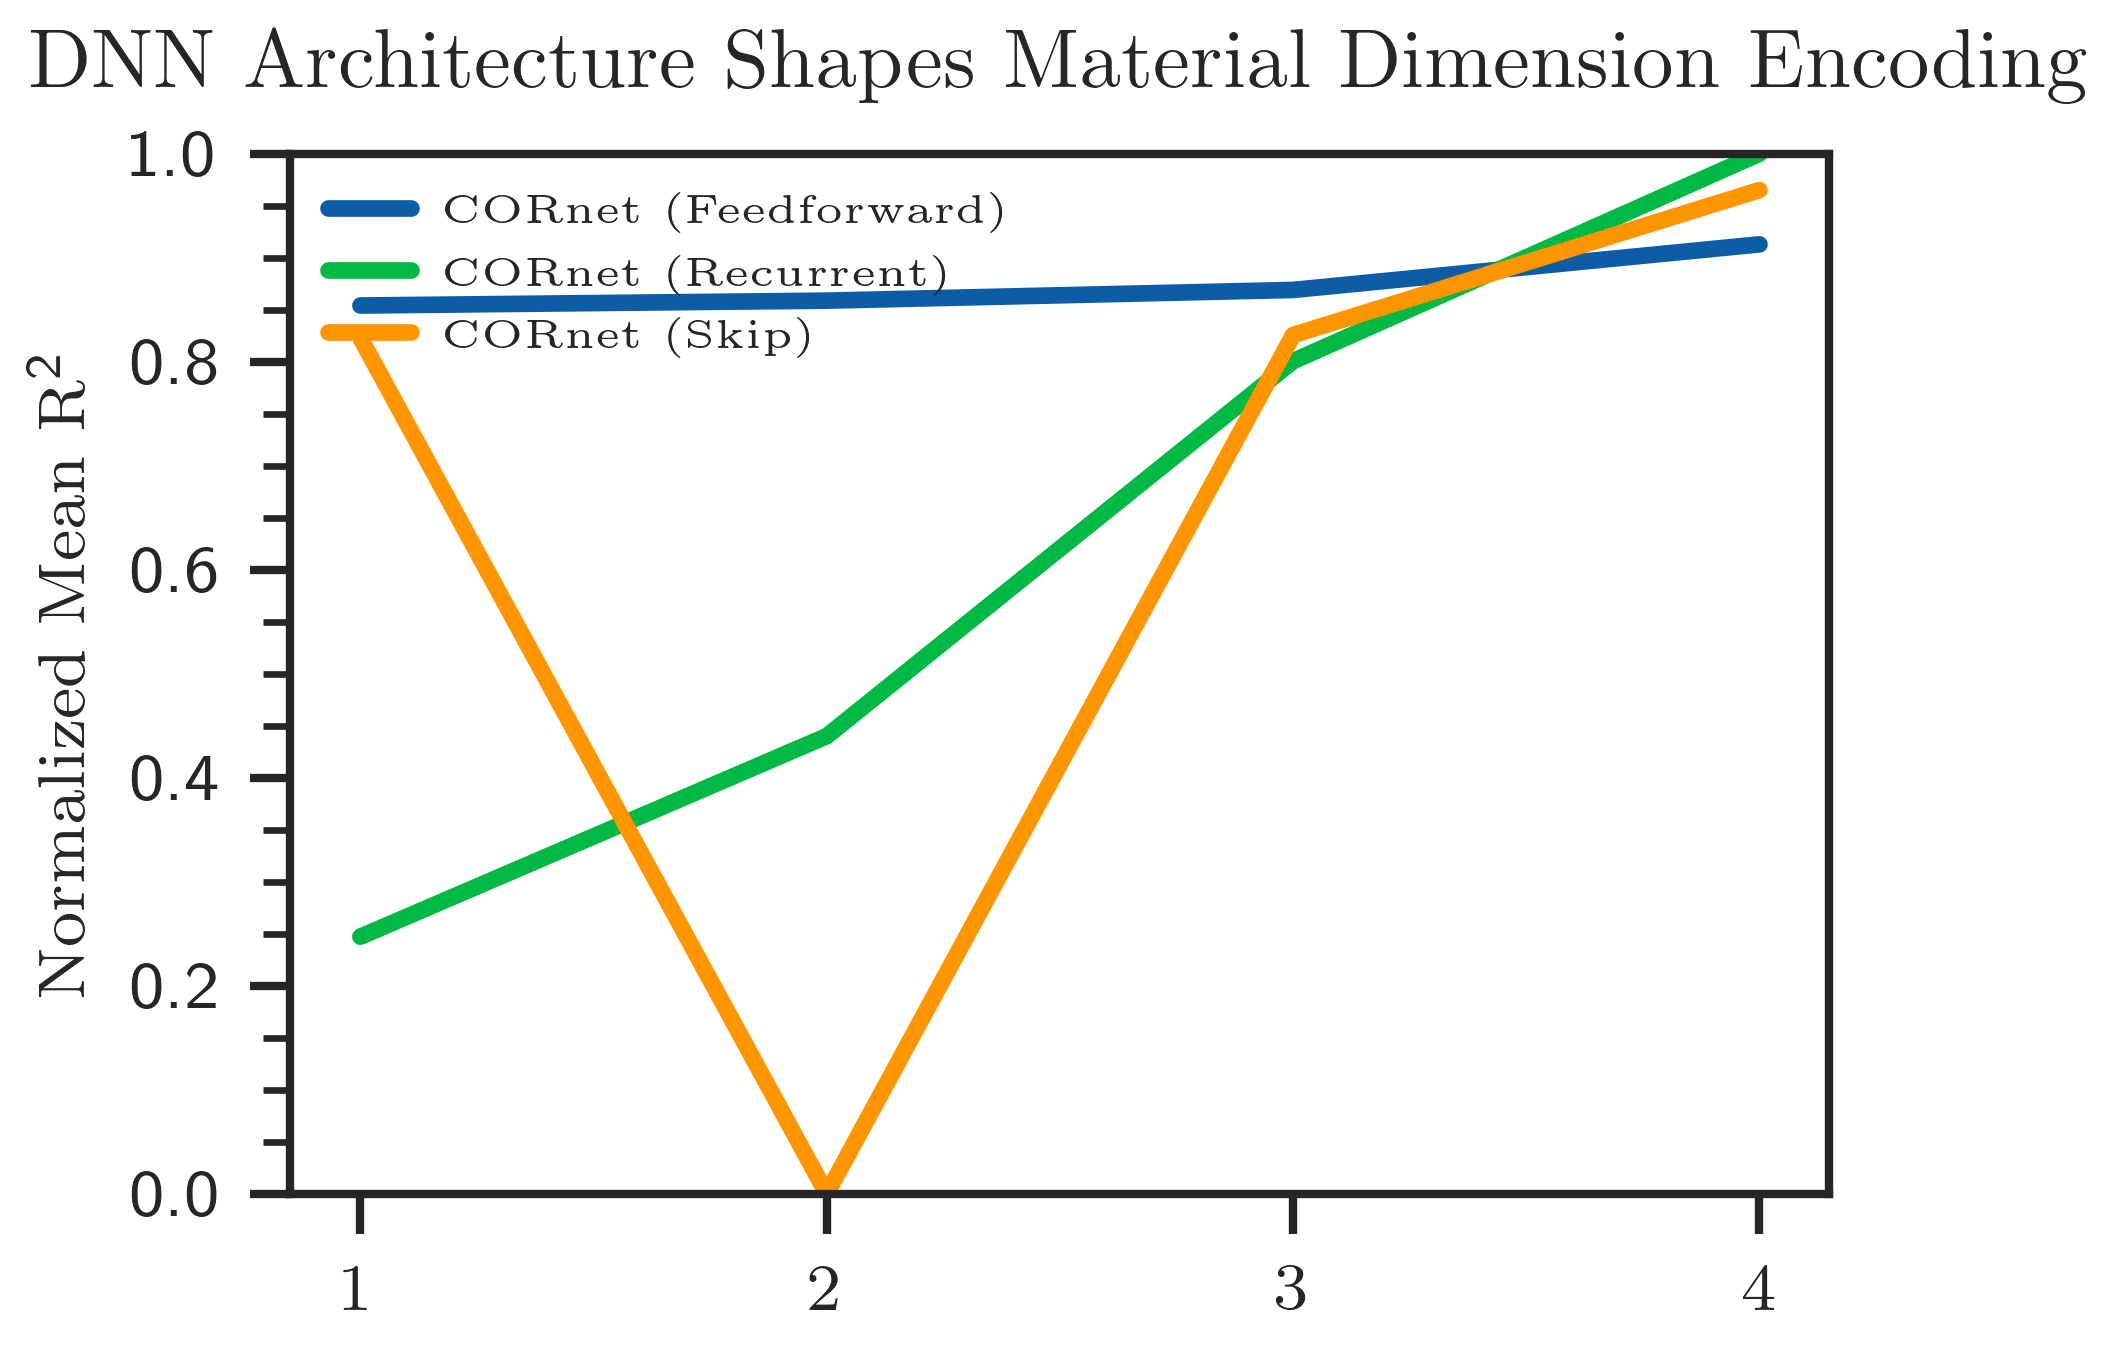 DNN Architecture Shapes Material Dimension Encoding
Normalized Mean R²
1.0
0.8
0.6
0.4
0.2
0.0
CORnet (Feedforward)
CORnet (Recurrent)
CORnet (Skip)
1 2 3 4